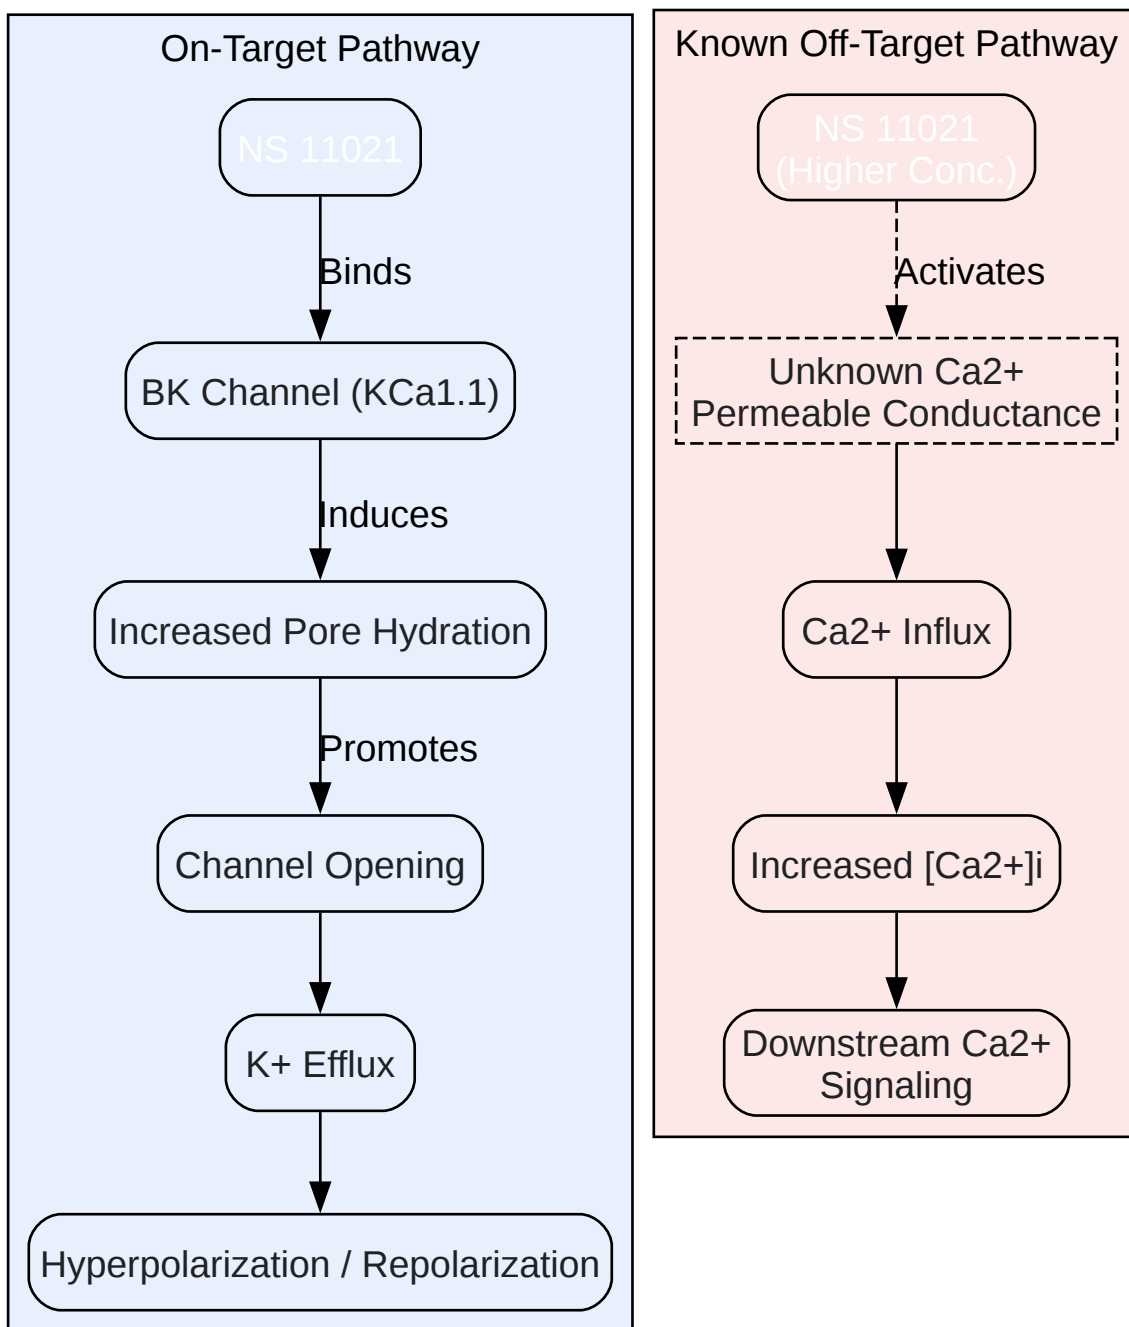 On-Target Pathway
NS 11021
Binds
BK Channel (KCa1.1)
Induces
Increased Pore Hydration
Promotes
Channel Opening
K+ Efflux
Hyperpolarization / Repolarization
Known Off-Target Pathway
NS 11021
(Higher Conc.)
Activates
Unknown Ca2+
Permeable Conductance
Ca2+ Influx
Increased [Ca2+]i
Downstream Ca2+
Signaling